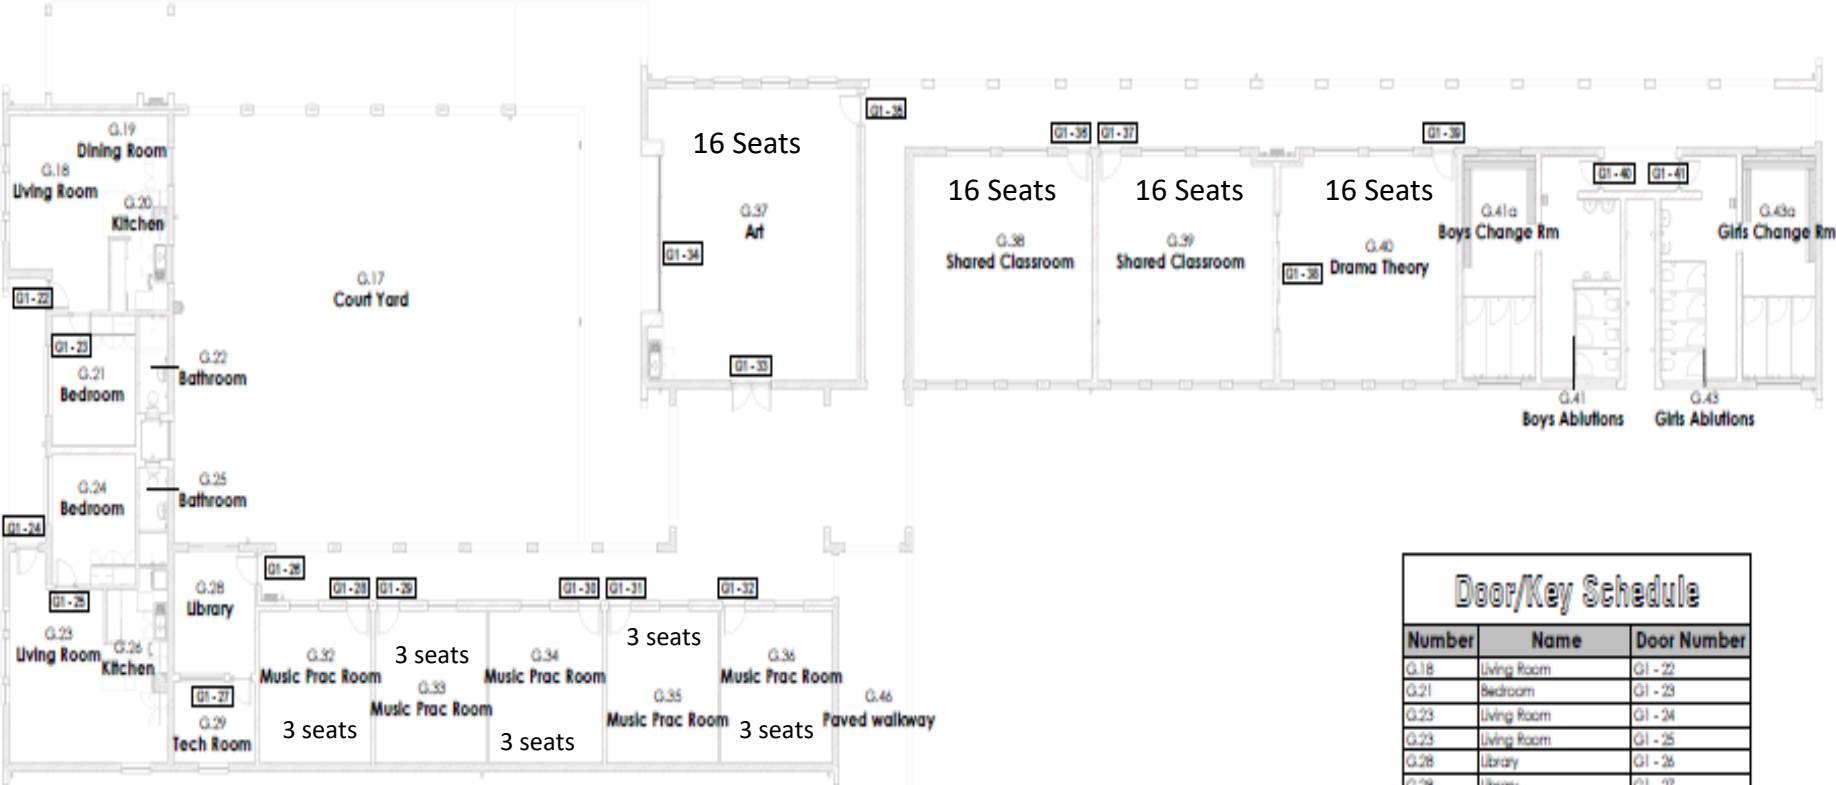 G.19
Dining Room
G.18
Living Room
G.20
Kitchen
G1 - 22
G1 - 23
G.21
Bedroom
G.22
Bathroom
G.17
Court Yard
G.24
Bedroom
G.25
Bathroom
G1 - 24
G1 - 25
G.23
Living Room
G.26
Kitchen
G.28
Library
G1 - 27
G.29
Tech Room
G1 - 26
G1 - 28
G1 - 29
G1 - 30
G1 - 31
G1 - 32
G.32
Music Prac Room
3 seats
3 seats
G.33
Music Prac Room
G.34
Music Prac Room
3 seats
3 seats
G.35
Music Prac Room
G.36
Music Prac Room
3 seats
G.46
Paved walkway
16 Seats
G.37
Art
G1 - 34
G1 - 33
G1 - 35
G1 - 36
G1 - 37
G1 - 39
16 Seats
G.38
Shared Classroom
16 Seats
G.39
Shared Classroom
16 Seats
G.40
Drama Theory
G1 - 38
G.41a
Boys Change Rm
G1 - 40
G1 - 41
G.43a
Girls Change Rm
G.41
Boys Ablutions
G.43
Girls Ablutions
Door/Key Schedule
Number Name Door Number
G.18 Living Room G1 - 22
G.21 Bedroom G1 - 23
G.23 Living Room G1 - 24
G.23 Living Room G1 - 25
G.28 Library G1 - 26
G.29 Library G1 - 27